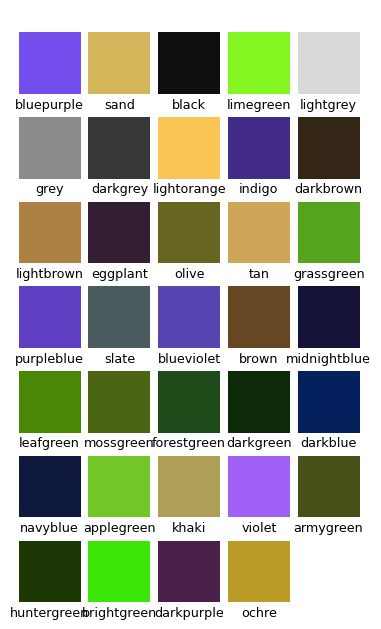 bluepurple sand black limegreen lightgrey
grey darkgrey lightorange indigo darkbrown
lightbrown eggplant olive tan grassgreen
purpleblue slate blueviolet brown midnightblue
leafgreen mossgreen forestgreen darkgreen darkblue
navyblue applegreen khaki violet armygreen
huntergreen brightgreen darkpurple ochre